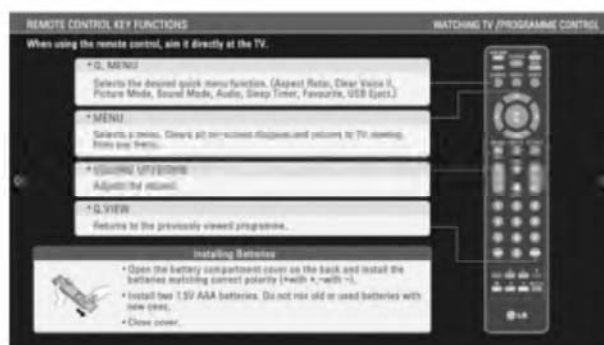 REMOTE CONTROL KEY FUNCTIONS
WATCHING TV /PROGRAMME CONTROL
When using the remote control, aim it directly at the TV.
* Q. MENU
Selects the desired quick menu function. (Aspect Ratio, Clear Voice II,
Picture Mode, Sound Mode, Audio, Sleep Timer, Favourite, USB Eject.)
* MENU
Selects a menu. Clears all on-screen displays and returns to TV viewing
from any menu.
* VOLUME UP/DOWN
Adjusts the volume.
* Q.VIEW
Returns to the previously viewed programme.
Installing Batteries
• Open the battery compartment cover on the back and install the
batteries matching correct polarity (+with +,-with -).
• Install two 1.5V AAA batteries. Do not mix old or used batteries with
new ones.
• Close cover.
LG